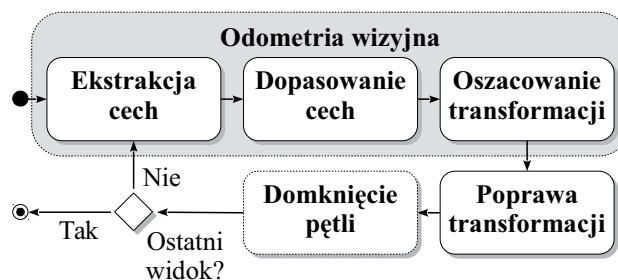 Odometria wizyjna
Ekstrakcja
cech
Dopasowanie
cech
Oszacowanie
transformacji
Nie
Domknięcie
pętli
Poprawa
transformacji
Tak
Ostatni
widok?